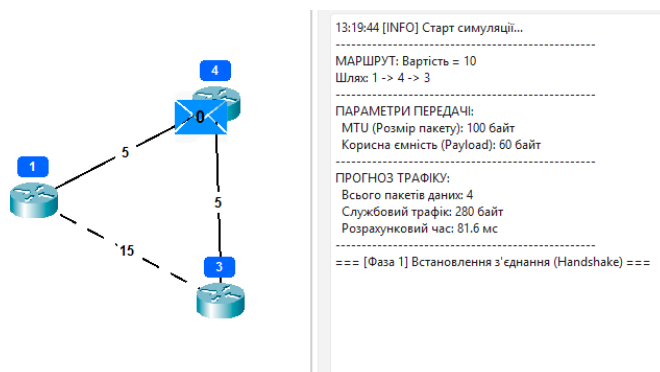 4
0
5
1
5
15
3
13:19:44 [INFO] Старт симуляції...
------------------------------------------------------
МАРШРУТ: Вартість = 10
Шлях: 1 -> 4 -> 3
------------------------------------------------------
ПАРАМЕТРИ ПЕРЕДАЧІ:
MTU (Розмір пакету): 100 байт
Корисна ємність (Payload): 60 байт
------------------------------------------------------
ПРОГНОЗ ТРАФІКУ:
Всього пакетів даних: 4
Службовий трафік: 280 байт
Розрахунковий час: 81.6 мс
------------------------------------------------------
=== [Фаза 1] Встановлення з'єднання (Handshake) ===